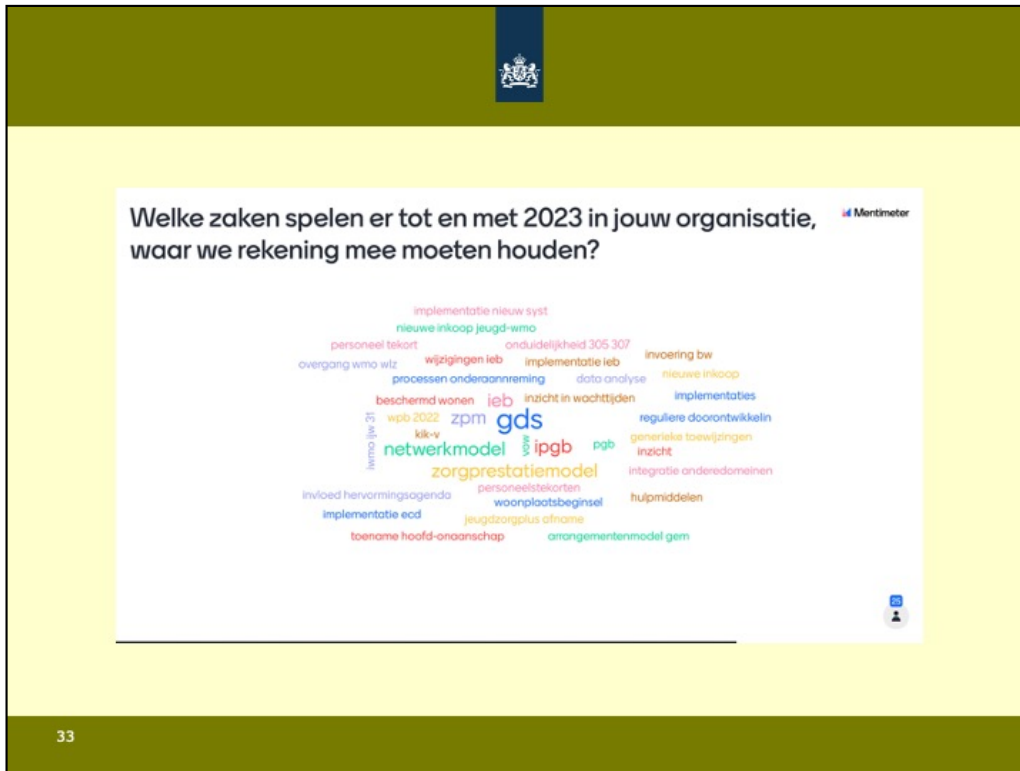 Welke zaken spelen er tot en met 2023 in jouw organisatie,
waar we rekening mee moeten houden?
Mentimeter
implementatie nieuw syst
nieuwe inkoop jeugd-wmo
personeel tekort
onduidelijkheid 305 307
overgang wmo wlz
wijzigingen ieb
implementatie ieb
invoering bw
processen onderaannreming
data analyse
nieuwe inkoop
beschermd wonen
ieb
inzicht in wachttijden
implementaties
iwmo ijw 31
wpb 2022
zpm
gds
reguliere doorontwikkelin
kik-v
netwerkmodel
vow
ipgb
pgb
generieke toewijzingen
inzicht
zorgprestatiemodel
integratie anderedomeinen
personeelstekorten
invloed hervormingsagenda
woonplaatsbeginsel
hulpmiddelen
implementatie ecd
jeugdzorgplus afname
toename hoofd-onaanschap
arrangementenmodel gem
25
33